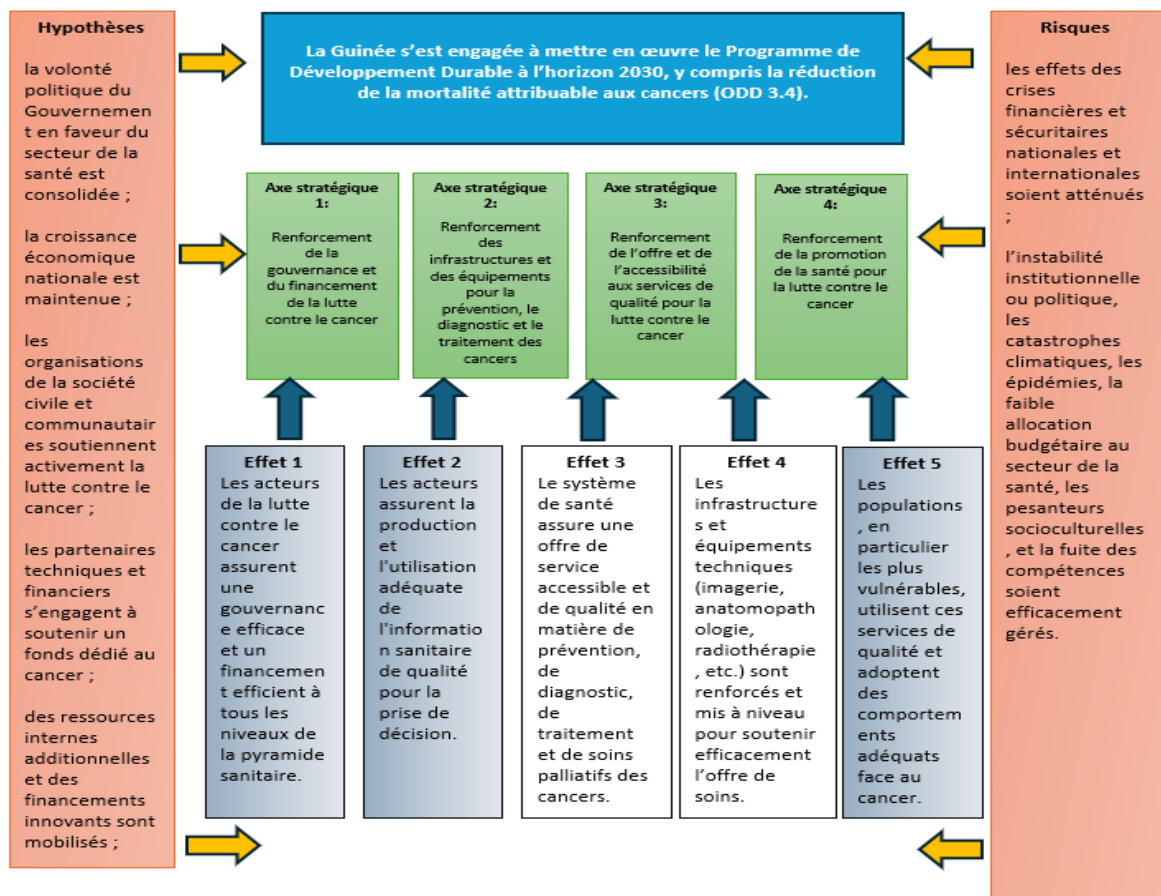 Hypothèses
la volonté
politique du
Gouvernemen
t en faveur du
secteur de la
santé est
consolidée ;
la croissance
économique
nationale est
maintenue ;
les
organisations
de la société
civile et
communautair
es soutiennent
activement la
lutte contre le
cancer ;
les partenaires
techniques et
financiers
s’engagent à
soutenir un
fonds dédié au
cancer ;
des ressources
internes
additionnelles
et des
financements
innovants sont
mobilisés ;
La Guinée s’est engagée à mettre en œuvre le Programme de
Développement Durable à l’horizon 2030, y compris la réduction
de la mortalité attribuable aux cancers (ODD 3.4).
Axe stratégique
1:
Renforcement
de la
gouvernance et
du financement
de la lutte
contre le cancer
Axe stratégique
2:
Renforcement
des
infrastructures et
des équipements
pour la
prévention, le
diagnostic et le
traitement des
cancers
Axe stratégique
3:
Renforcement
de l’offre et de
l’accessibilité
aux services de
qualité pour la
lutte contre le
cancer
Axe stratégique
4:
Renforcement
de la promotion
de la santé pour
la lutte contre le
cancer
Effet 1
Les acteurs
de la lutte
contre le
cancer
assurent
une
gouvernanc
e efficace
et un
financemen
t efficient à
tous les
niveaux de
la pyramide
sanitaire.
Effet 2
Les acteurs
assurent la
production
et
l'utilisation
adéquate
de
l'informatio
n sanitaire
de qualité
pour la
prise de
décision.
Effet 3
Le système
de santé
assure une
offre de
service
accessible et
de qualité en
matière de
prévention,
de
diagnostic,
de
traitement
et de soins
palliatifs des
cancers.
Effet 4
Les
infrastructure
s et
équipements
techniques
(imagerie,
anatomopath
ologie,
radiothérapie
, etc.) sont
renforcés et
mis à niveau
pour soutenir
efficacement
l’offre de
soins.
Effet 5
Les
populations
, en
particulier
les plus
vulnérables,
utilisent ces
services de
qualité et
adoptent
des
comportem
ents
adéquats
face au
cancer.
Risques
les effets des
crises
financières et
sécuritaires
nationales et
internationales
soient atténués
;
l’instabilité
institutionnelle
ou politique,
les
catastrophes
climatiques, les
épidémies, la
faible
allocation
budgétaire au
secteur de la
santé, les
pesanteurs
socioculturelles
, et la fuite des
compétences
soient
efficacement
gérés.